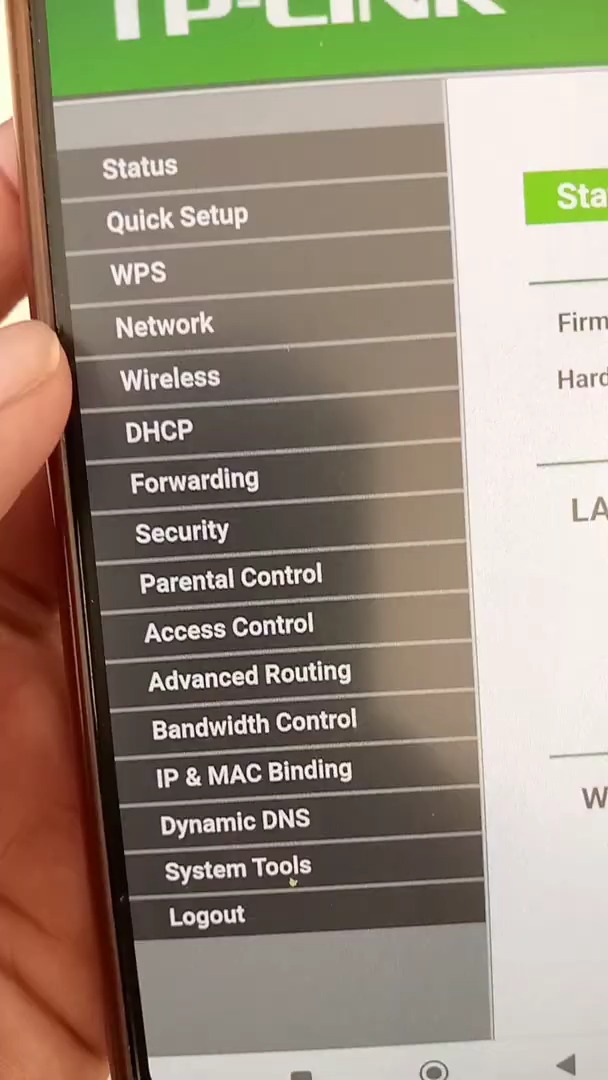 TP-LINK
Status
Quick Setup
WPS
Network
Wireless
DHCP
Forwarding
Security
Parental Control
Access Control
Advanced Routing
Bandwidth Control
IP & MAC Binding
Dynamic DNS
System Tools
Logout
Sta
Firm
Hard
LA
W